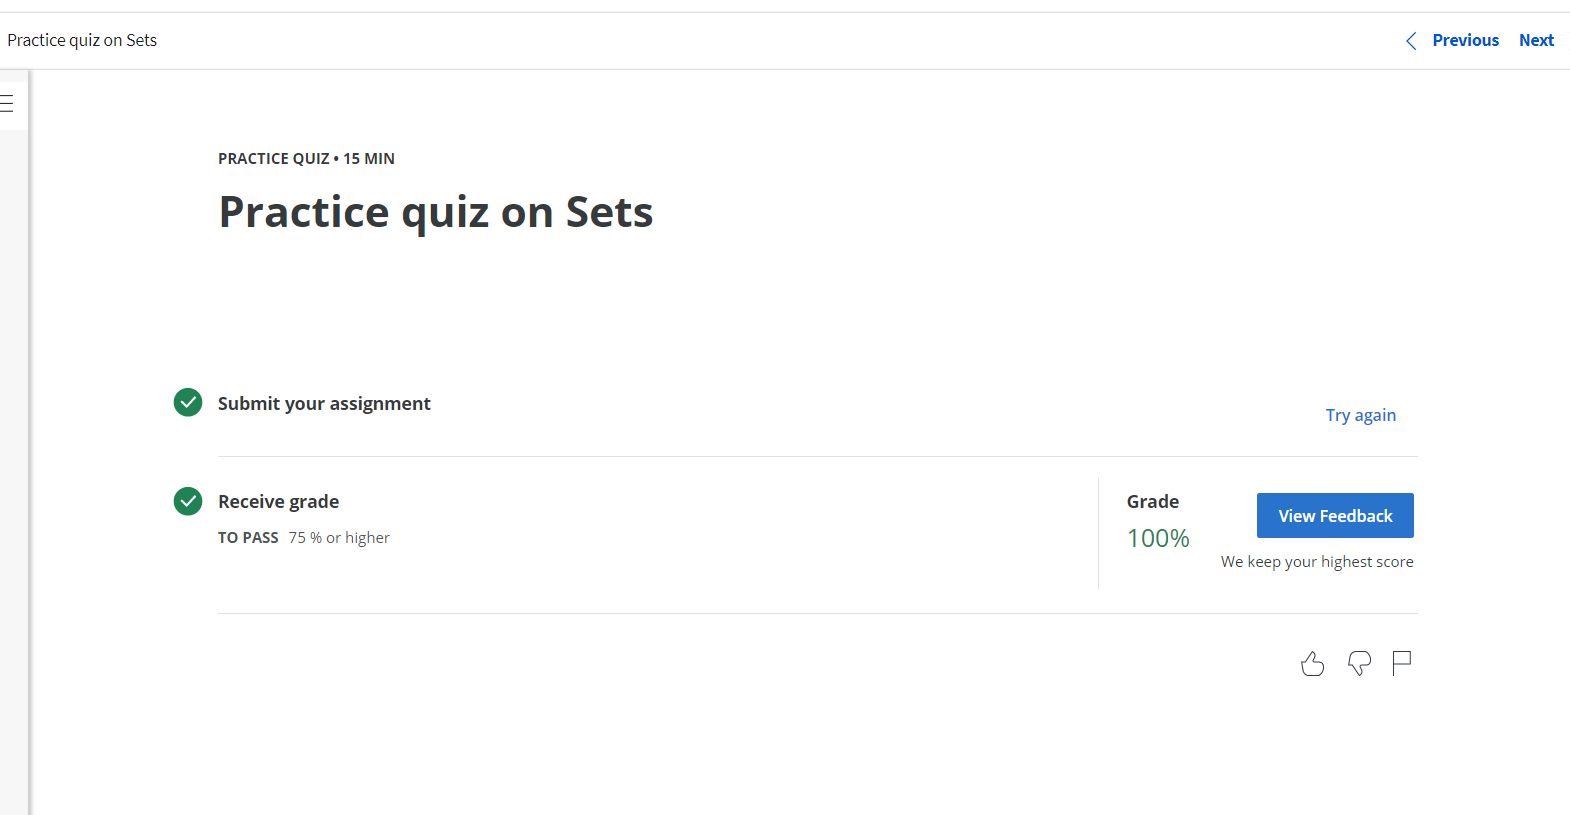 Practice quiz on Sets
Previous
Next
PRACTICE QUIZ • 15 MIN
Practice quiz on Sets
Submit your assignment
Try again
Receive grade
TO PASS 75 % or higher
Grade
100%
View Feedback
We keep your highest score